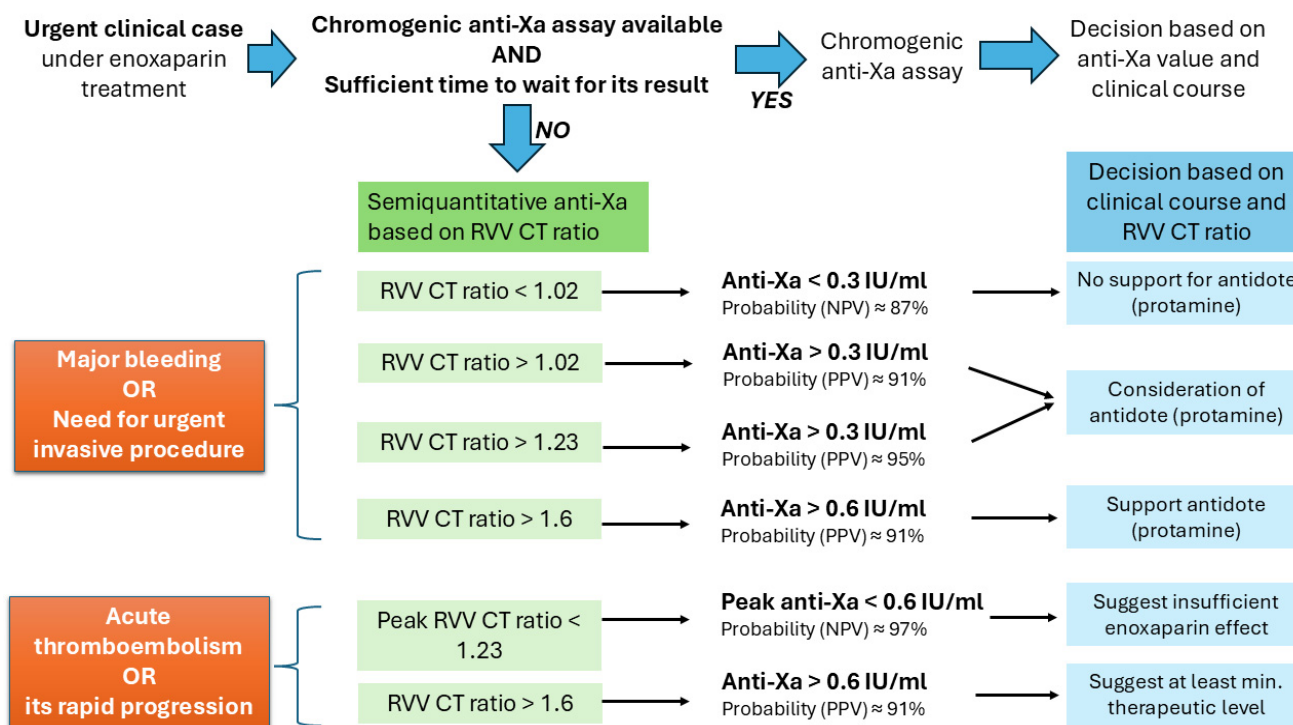 Urgent clinical case
under enoxaparin
treatment
Chromogenic anti-Xa assay available
AND
Sufficient time to wait for its result
YES
Chromogenic
anti-Xa assay
Decision based on
anti-Xa value and
clinical course
NO
Semiquantitative anti-Xa
based on RVV CT ratio
Decision based on
clinical course and
RVV CT ratio
Major bleeding
OR
Need for urgent
invasive procedure
RVV CT ratio < 1.02
Anti-Xa < 0.3 IU/ml
Probability (NPV) ≈ 87%
No support for antidote
(protamine)
RVV CT ratio > 1.02
Anti-Xa > 0.3 IU/ml
Probability (PPV) ≈ 91%
Consideration of
antidote (protamine)
RVV CT ratio > 1.23
Anti-Xa > 0.3 IU/ml
Probability (PPV) ≈ 95%
RVV CT ratio > 1.6
Anti-Xa > 0.6 IU/ml
Probability (PPV) ≈ 91%
Support antidote
(protamine)
Acute
thromboembolism
OR
its rapid progression
Peak RVV CT ratio <
1.23
Peak anti-Xa < 0.6 IU/ml
Probability (NPV) ≈ 97%
Suggest insufficient
enoxaparin effect
RVV CT ratio > 1.6
Anti-Xa > 0.6 IU/ml
Probability (PPV) ≈ 91%
Suggest at least min.
therapeutic level